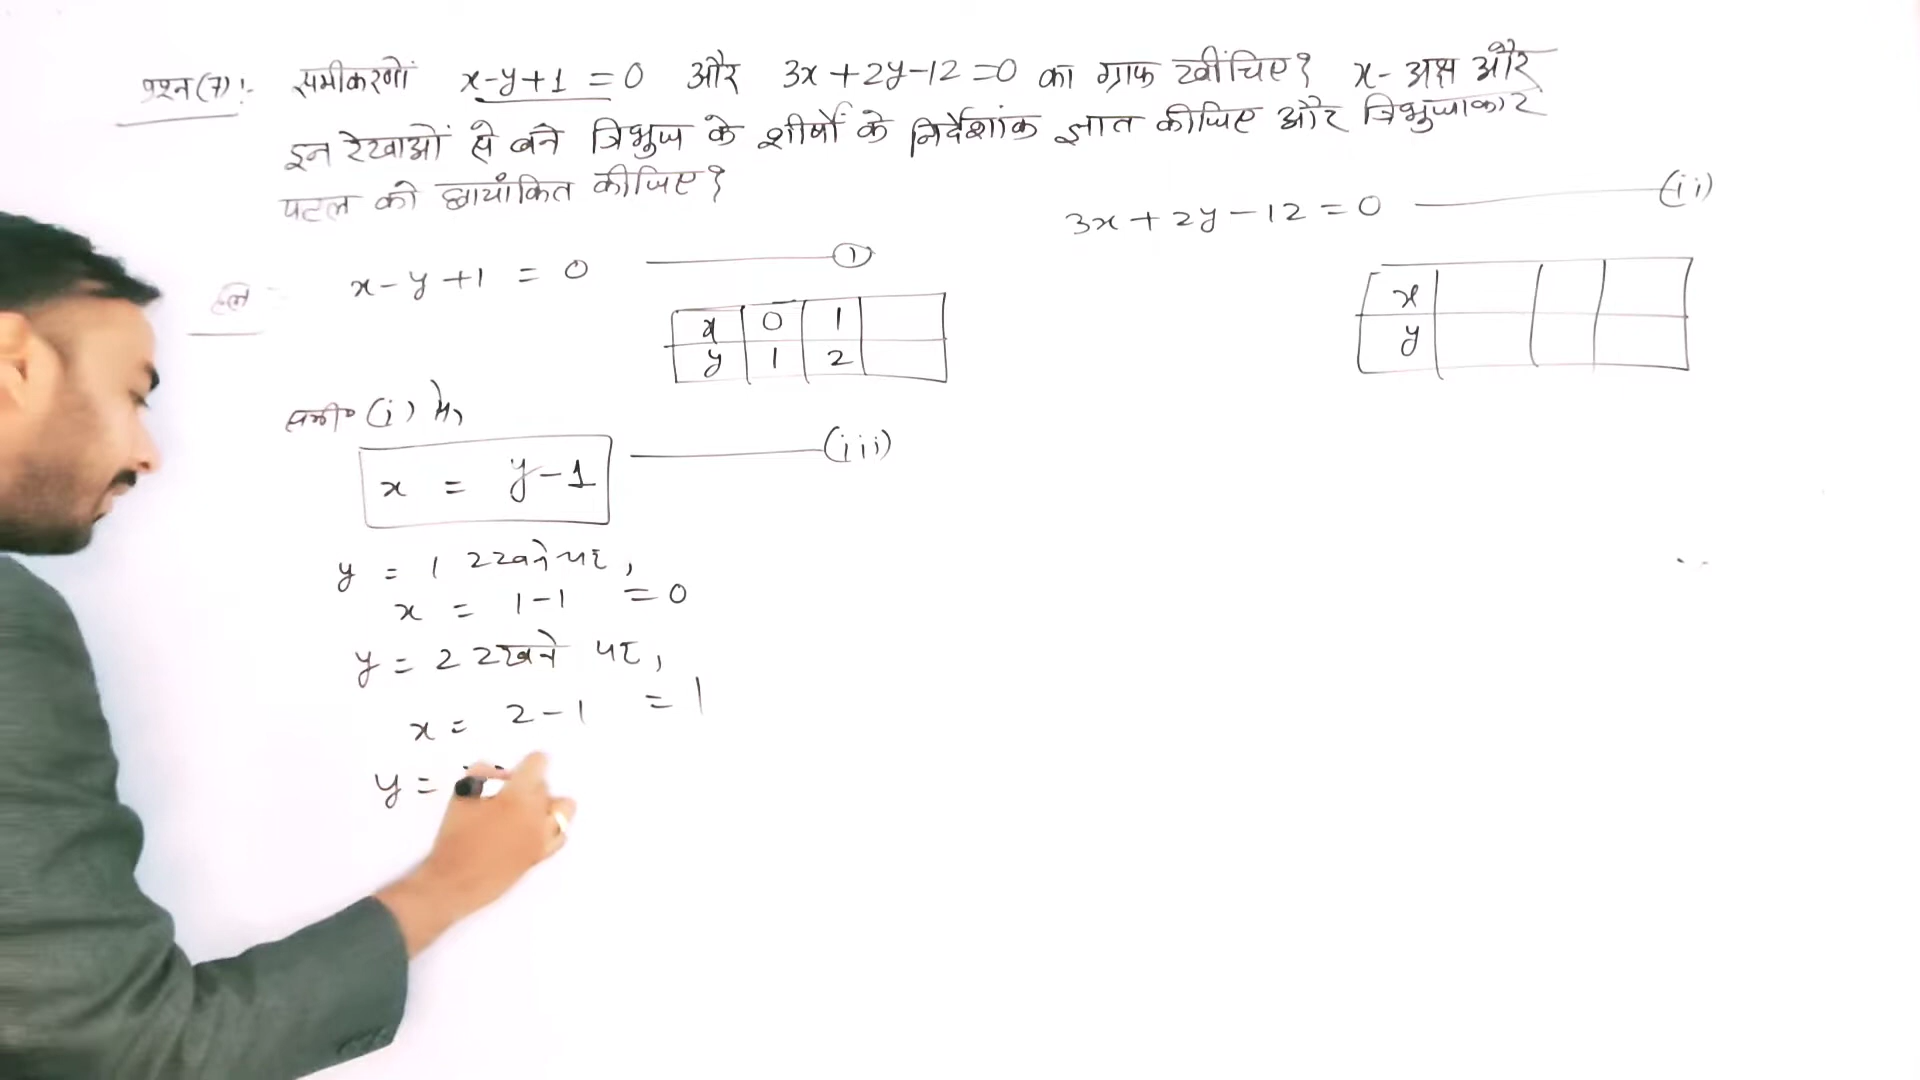 प्रश्न(7):- समीकरणों x-y+1=0 और 3x+2y-12=0 का ग्राफ खींचिए? x-अक्ष और
इन रेखाओं से बने त्रिभुज के शीर्षों के निर्देशांक ज्ञात कीजिए और त्रिभुजाकार
पटल को छायांकित कीजिए?
हल x-y+1 = 0 (1)
x 0 1
y 1 2
समी० (i) में,
x = y-1 (iii)
y = 1 रखने पर,
x = 1-1 =0
y = 2 रखने पर,
x = 2-1 =1
y =
3x+2y-12=0 (ii)
x
y